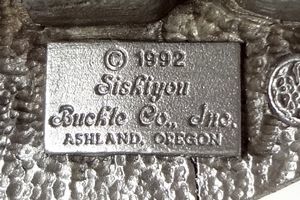 © 1992
Siskiyou
Buckle Co., Inc.
ASHLAND, OREGON